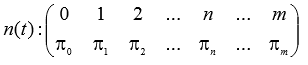 n(t) : ( 0 1 2 ... n ... m
π₀ π₁ π₂ ... πₙ ... πₘ )